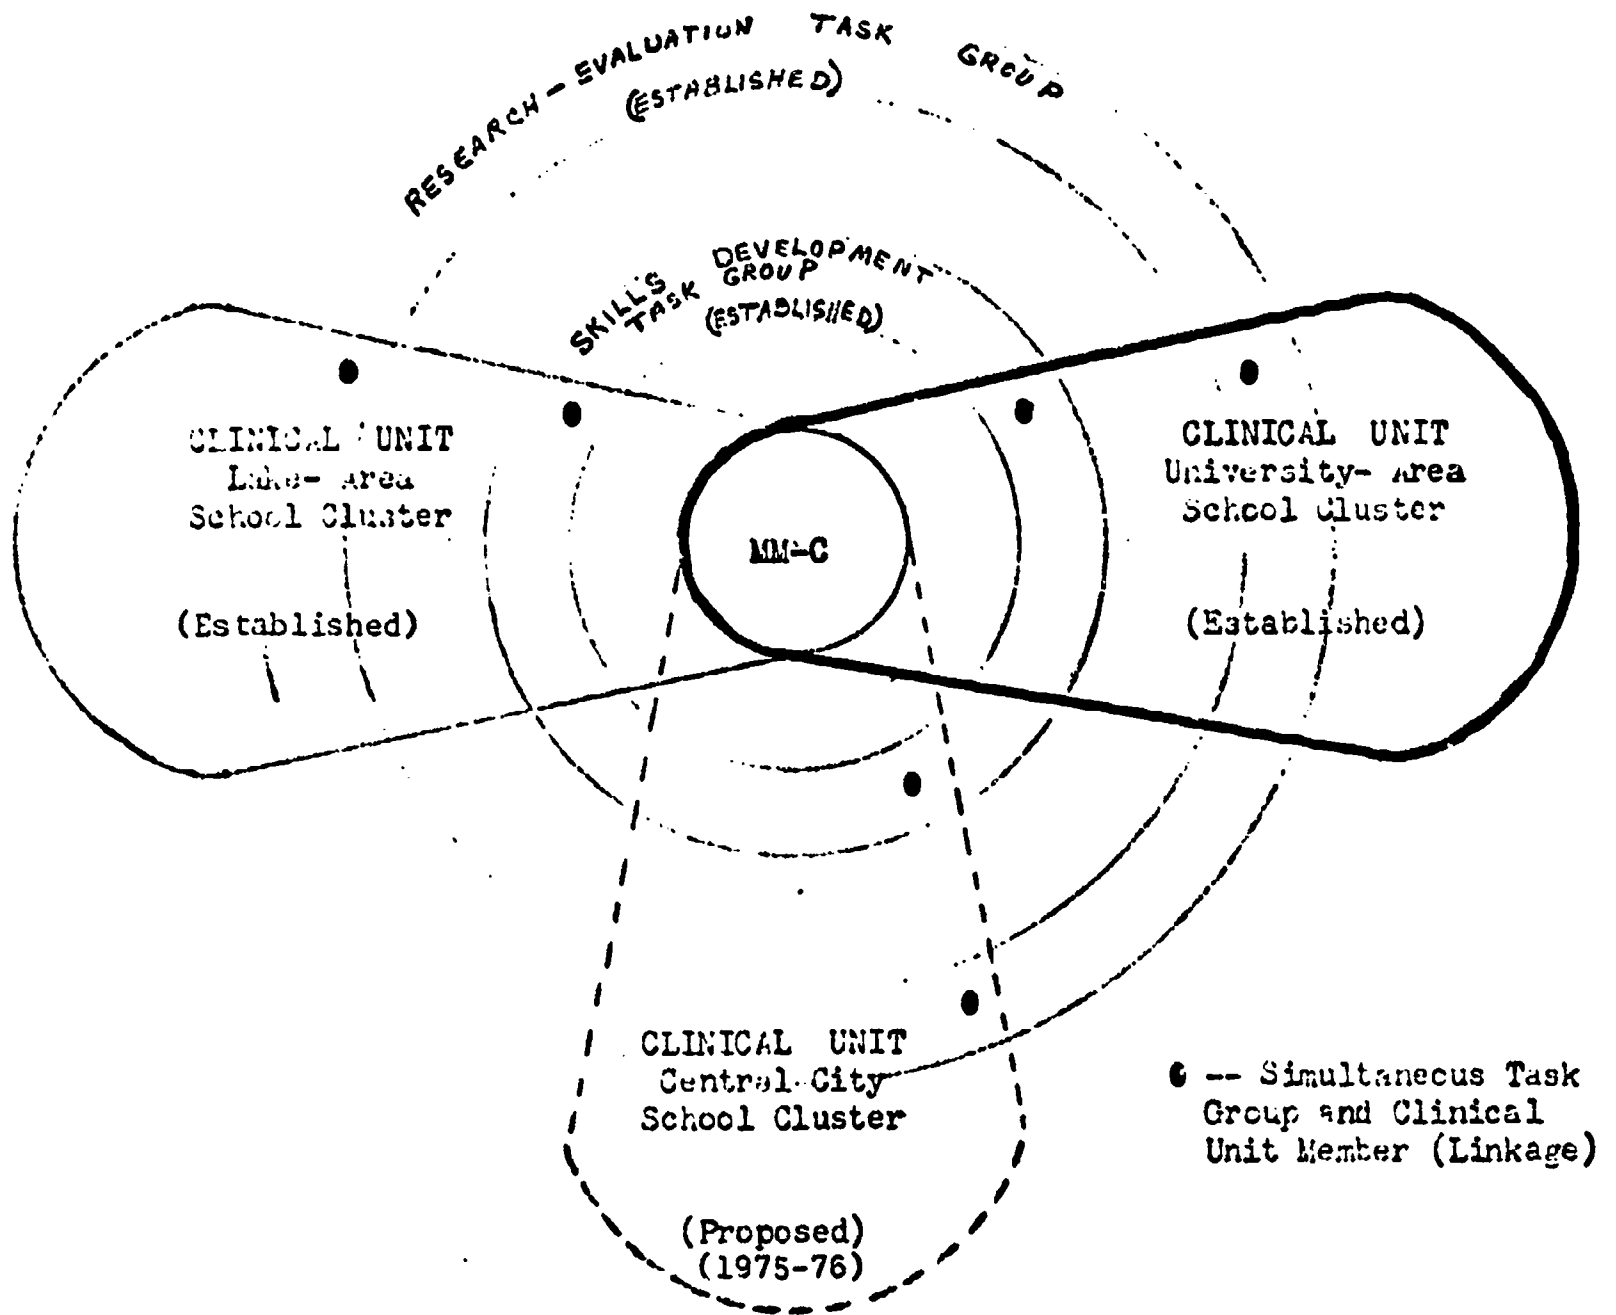 RESEARCH-EVALUATION TASK GROUP
(ESTABLISHED)
SKILLS DEVELOPMENT
TASK GROUP
(ESTABLISHED)
CLINICAL UNIT
Lake- Area
School Cluster
(Established)
MM-C
CLINICAL UNIT
University- Area
School Cluster
(Established)
CLINICAL UNIT
Central City
School Cluster
(Proposed)
(1975-76)
-- Simultaneous Task
Group and Clinical
Unit Member (Linkage)